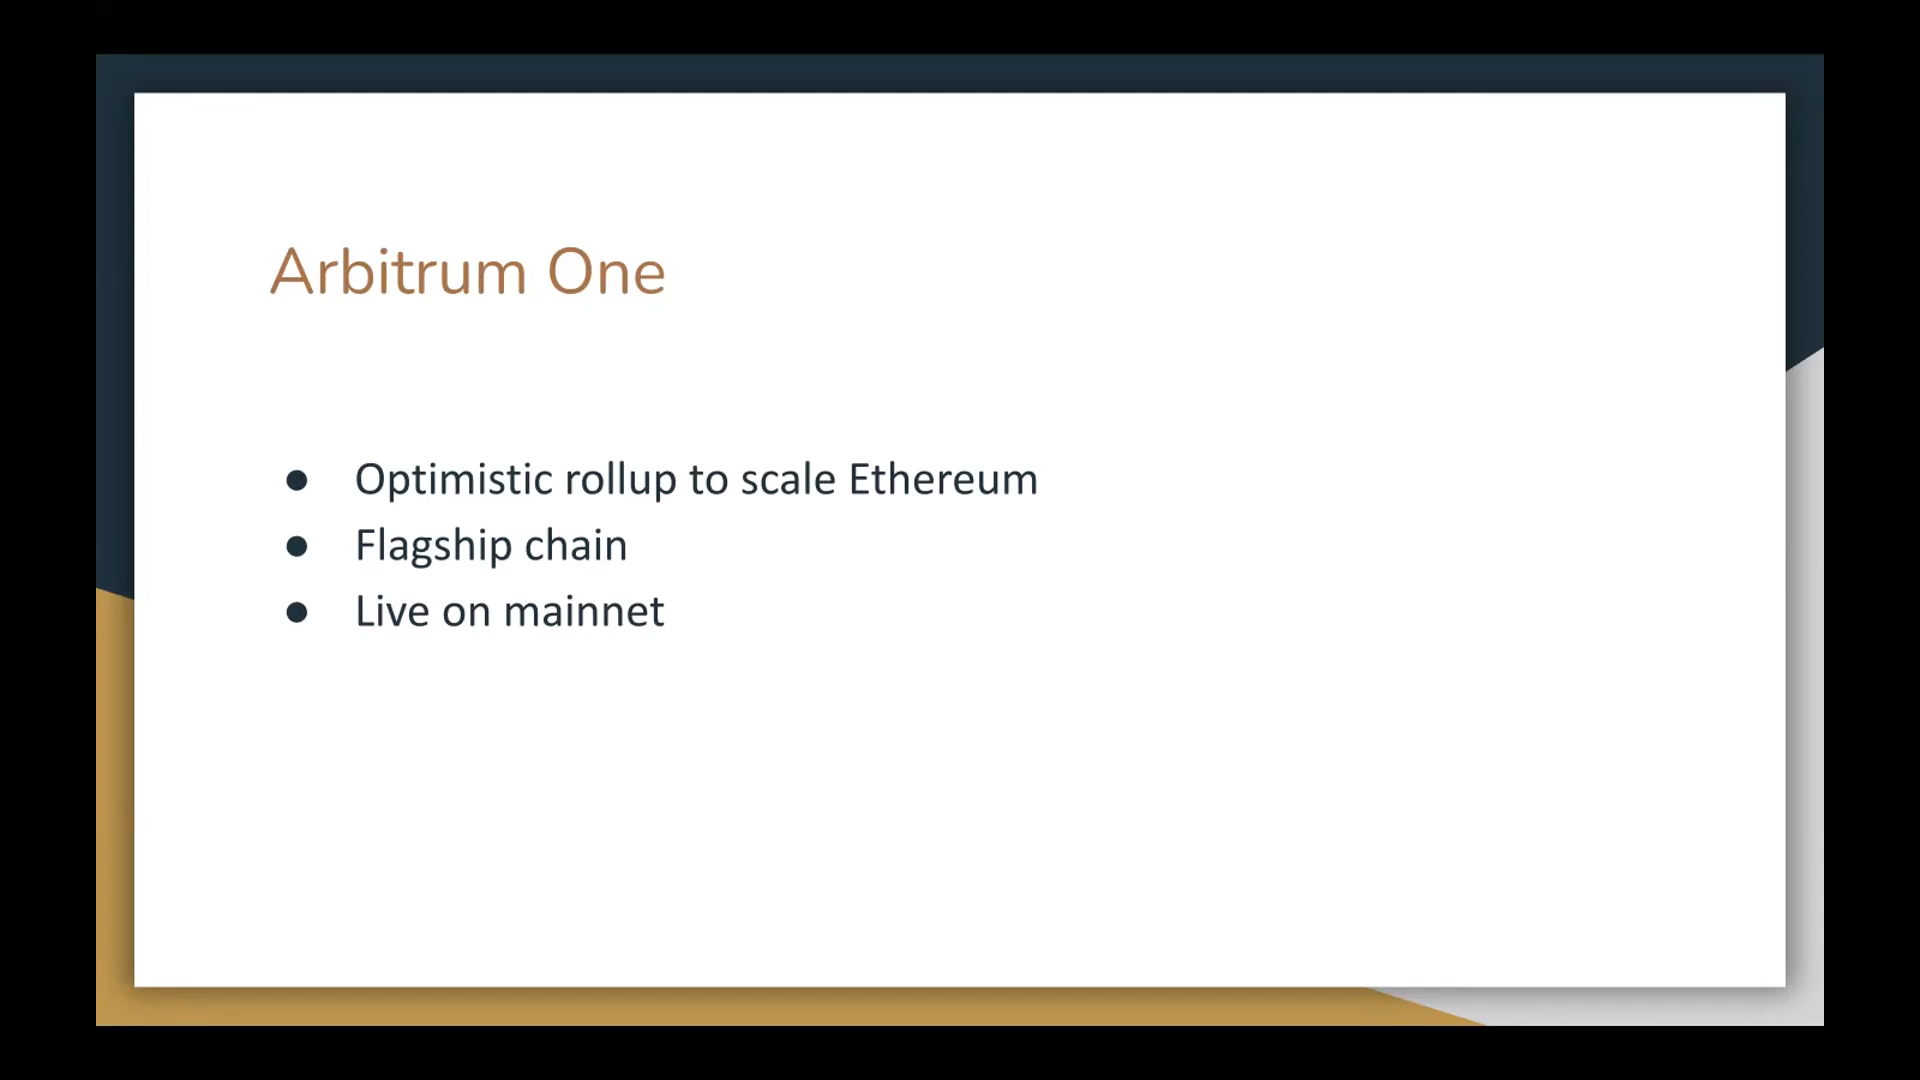 Arbitrum One
● Optimistic rollup to scale Ethereum
● Flagship chain
● Live on mainnet